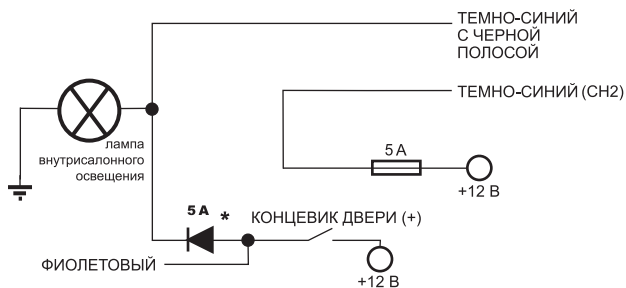 ТЕМНО-СИНИЙ
С ЧЕРНОЙ
ПОЛОСОЙ
ТЕМНО-СИНИЙ (CH2)
5 А
+12 В
лампа
внутрисалонного
освещения
5 А *
КОНЦЕВИК ДВЕРИ (+)
ФИОЛЕТОВЫЙ
+12 В